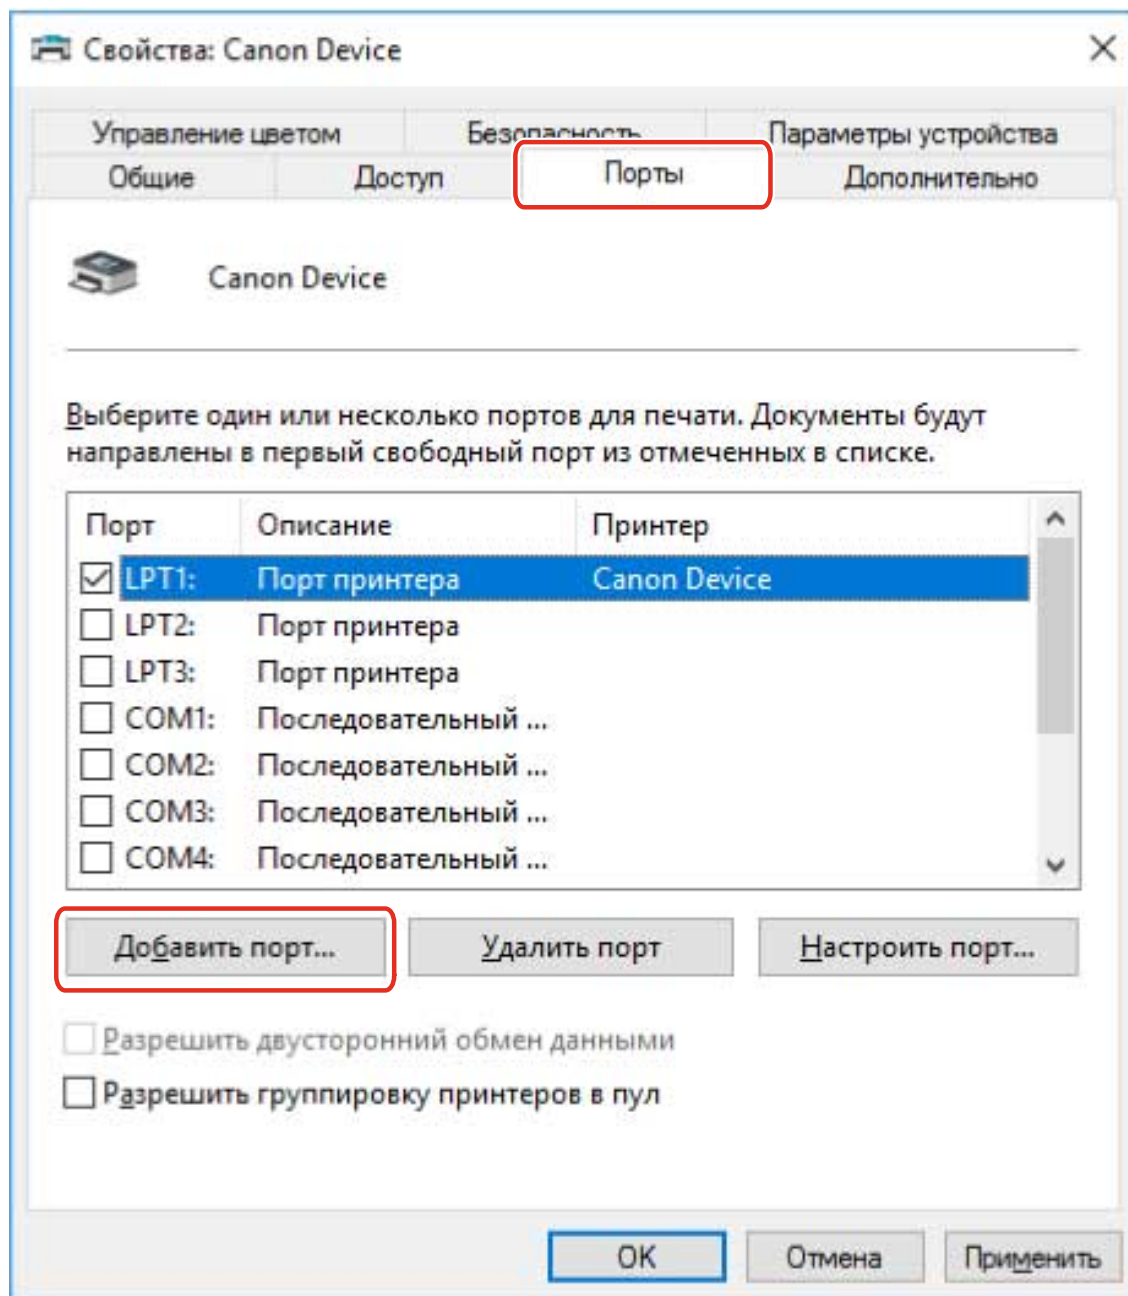 Свойства: Canon Device
Управление цветом Безопасность Параметры устройства
Общие Доступ Порты Дополнительно
Canon Device
Выберите один или несколько портов для печати. Документы будут
направлены в первый свободный порт из отмеченных в списке.
Порт Описание Принтер
LPT1: Порт принтера Canon Device
LPT2: Порт принтера
LPT3: Порт принтера
COM1: Последовательный ...
COM2: Последовательный ...
COM3: Последовательный ...
COM4: Последовательный ...
Добавить порт... Удалить порт Настроить порт...
Разрешить двусторонний обмен данными
Разрешить группировку принтеров в пул
OK Отмена Применить